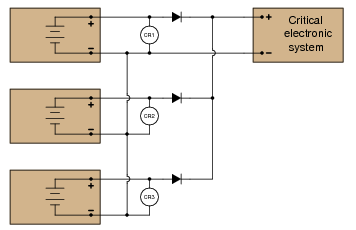 +
−
CR1
+
−
Critical
electronic
system
+
−
CR2
+
−
CR3